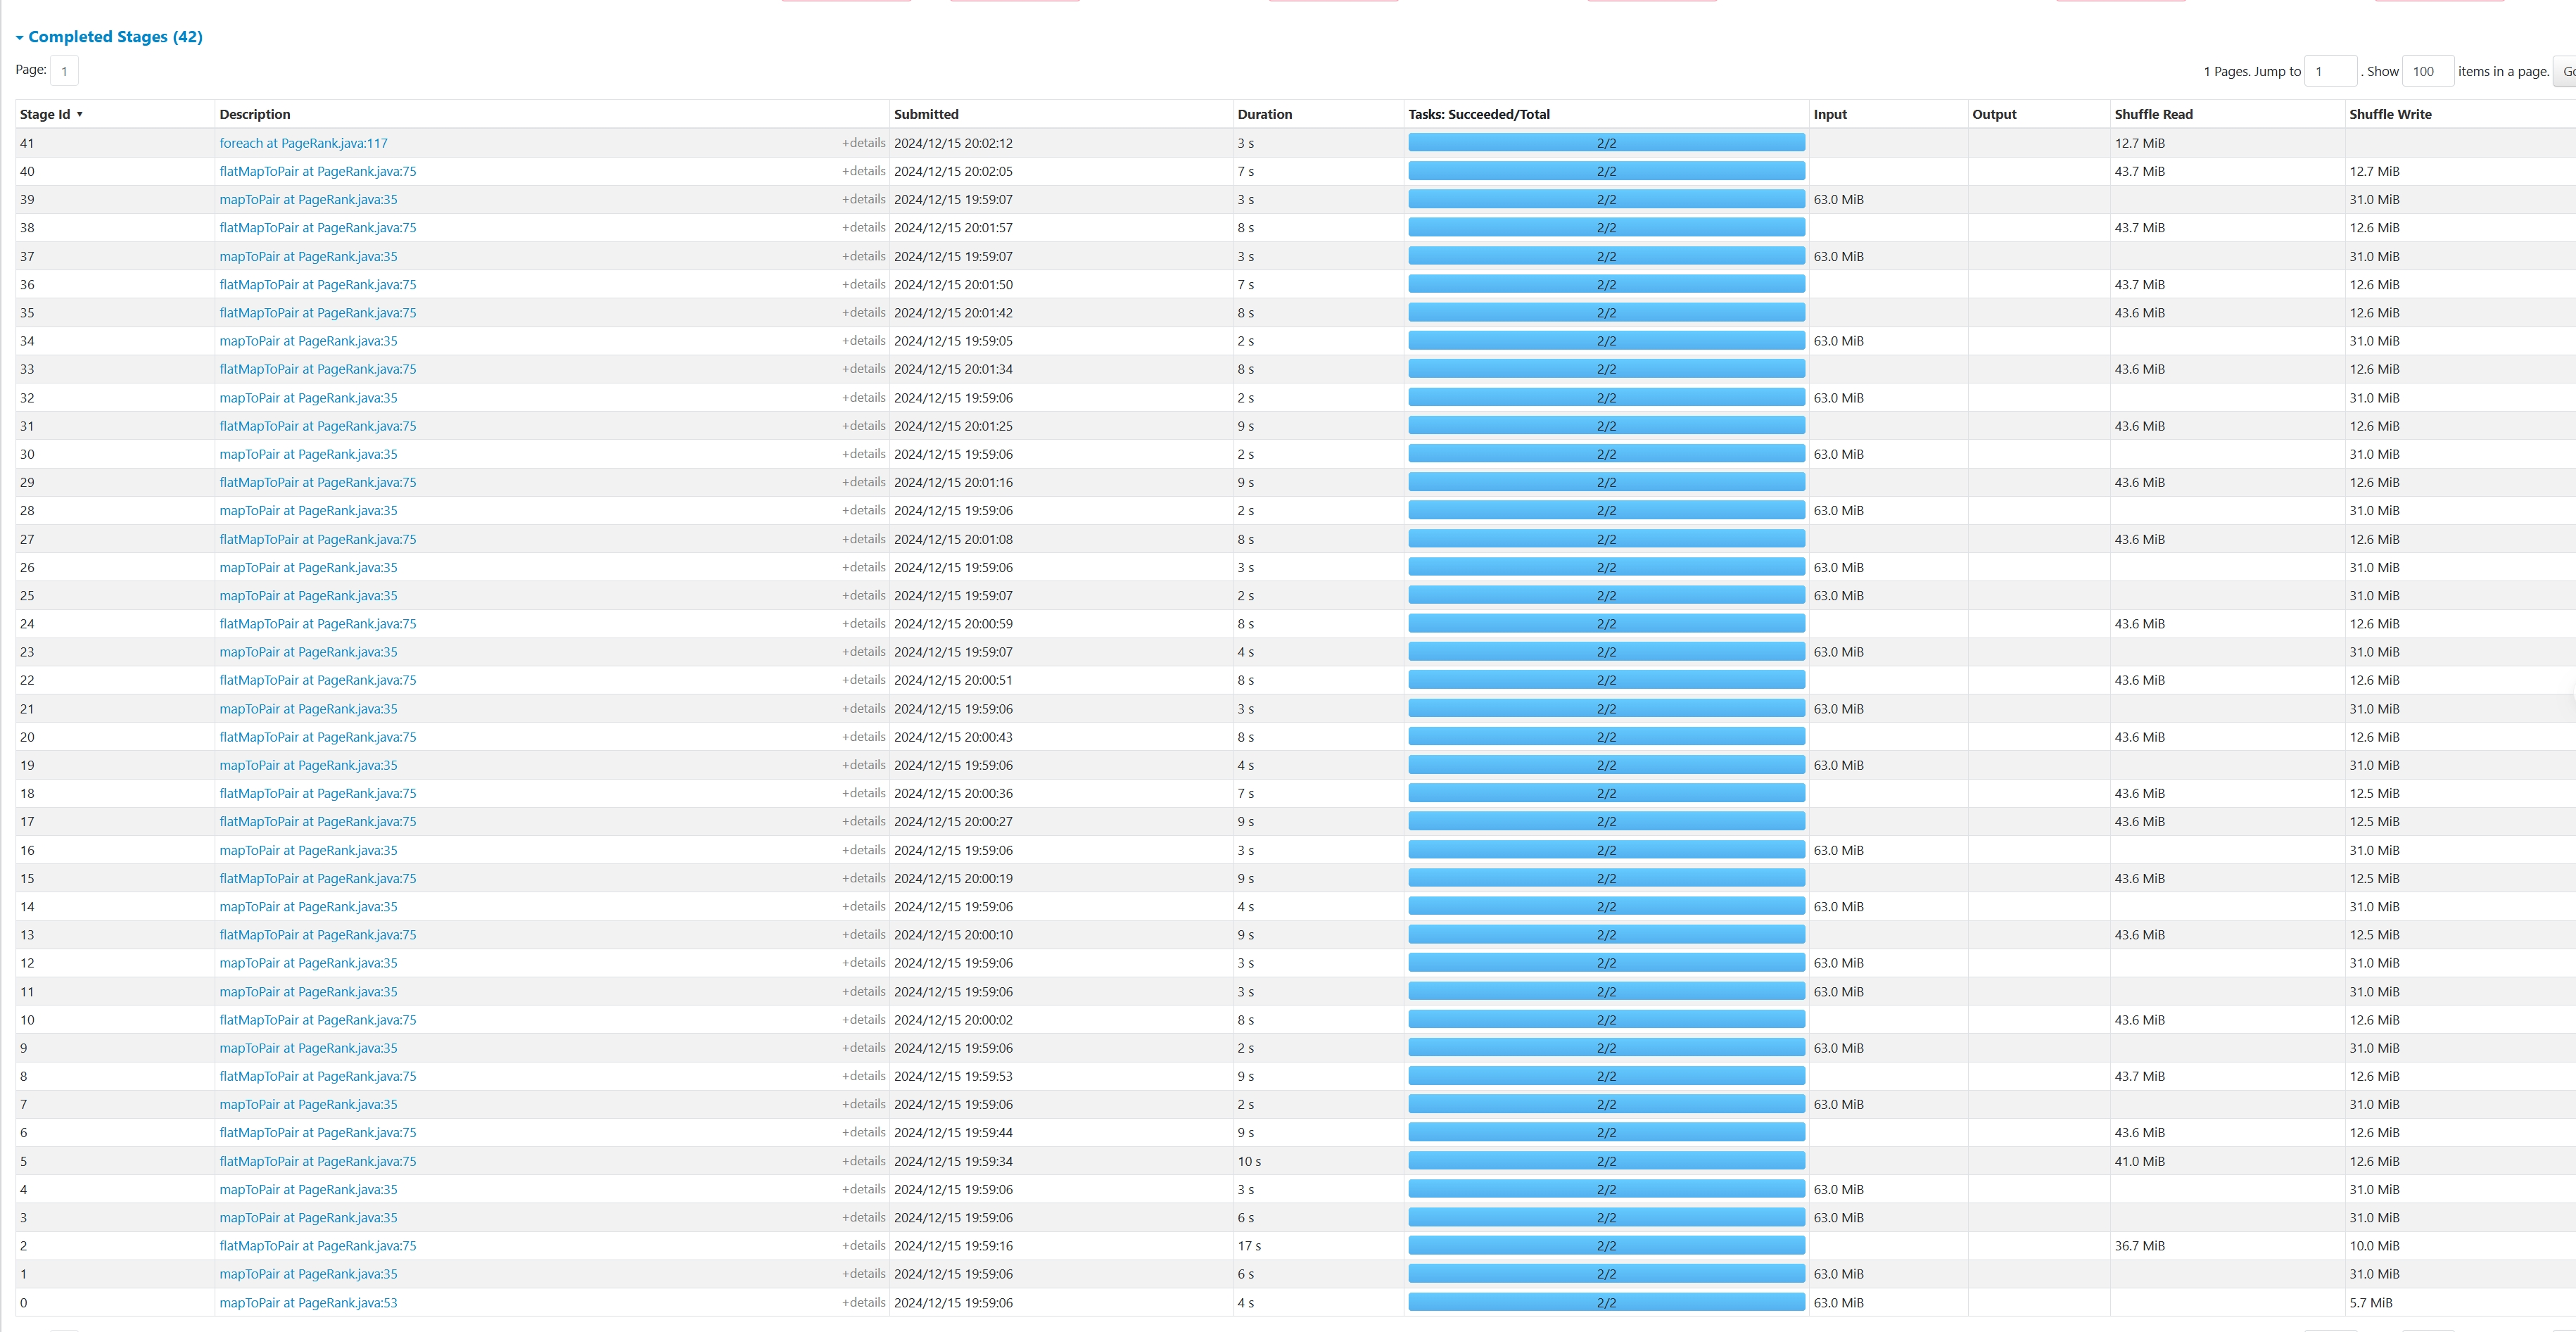 Completed Stages (42)
Page: 1
1 Pages. Jump to 1 . Show 100 items in a page.
Stage Id ▾ Description Submitted Duration Tasks: Succeeded/Total Input Output Shuffle Read Shuffle Write
41 foreach at PageRank.java:117 +details 2024/12/15 20:02:12 3 s 2/2 12.7 MiB
40 flatMapToPair at PageRank.java:75 +details 2024/12/15 20:02:05 7 s 2/2 43.7 MiB 12.7 MiB
39 mapToPair at PageRank.java:35 +details 2024/12/15 19:59:07 3 s 2/2 63.0 MiB 31.0 MiB
38 flatMapToPair at PageRank.java:75 +details 2024/12/15 20:01:57 8 s 2/2 43.7 MiB 12.6 MiB
37 mapToPair at PageRank.java:35 +details 2024/12/15 19:59:07 3 s 2/2 63.0 MiB 31.0 MiB
36 flatMapToPair at PageRank.java:75 +details 2024/12/15 20:01:50 7 s 2/2 43.7 MiB 12.6 MiB
35 flatMapToPair at PageRank.java:75 +details 2024/12/15 20:01:42 8 s 2/2 43.6 MiB 12.6 MiB
34 mapToPair at PageRank.java:35 +details 2024/12/15 19:59:05 2 s 2/2 63.0 MiB 31.0 MiB
33 flatMapToPair at PageRank.java:75 +details 2024/12/15 20:01:34 8 s 2/2 43.6 MiB 12.6 MiB
32 mapToPair at PageRank.java:35 +details 2024/12/15 19:59:06 2 s 2/2 63.0 MiB 31.0 MiB
31 flatMapToPair at PageRank.java:75 +details 2024/12/15 20:01:25 9 s 2/2 43.6 MiB 12.6 MiB
30 mapToPair at PageRank.java:35 +details 2024/12/15 19:59:06 2 s 2/2 63.0 MiB 31.0 MiB
29 flatMapToPair at PageRank.java:75 +details 2024/12/15 20:01:16 9 s 2/2 43.6 MiB 12.6 MiB
28 mapToPair at PageRank.java:35 +details 2024/12/15 19:59:06 2 s 2/2 63.0 MiB 31.0 MiB
27 flatMapToPair at PageRank.java:75 +details 2024/12/15 20:01:08 8 s 2/2 43.6 MiB 12.6 MiB
26 mapToPair at PageRank.java:35 +details 2024/12/15 19:59:06 3 s 2/2 63.0 MiB 31.0 MiB
25 mapToPair at PageRank.java:35 +details 2024/12/15 19:59:07 2 s 2/2 63.0 MiB 31.0 MiB
24 flatMapToPair at PageRank.java:75 +details 2024/12/15 20:00:59 8 s 2/2 43.6 MiB 12.6 MiB
23 mapToPair at PageRank.java:35 +details 2024/12/15 19:59:07 4 s 2/2 63.0 MiB 31.0 MiB
22 flatMapToPair at PageRank.java:75 +details 2024/12/15 20:00:51 8 s 2/2 43.6 MiB 12.6 MiB
21 mapToPair at PageRank.java:35 +details 2024/12/15 19:59:06 3 s 2/2 63.0 MiB 31.0 MiB
20 flatMapToPair at PageRank.java:75 +details 2024/12/15 20:00:43 8 s 2/2 43.6 MiB 12.6 MiB
19 mapToPair at PageRank.java:35 +details 2024/12/15 19:59:06 4 s 2/2 63.0 MiB 31.0 MiB
18 flatMapToPair at PageRank.java:75 +details 2024/12/15 20:00:36 7 s 2/2 43.6 MiB 12.5 MiB
17 flatMapToPair at PageRank.java:75 +details 2024/12/15 20:00:27 9 s 2/2 43.6 MiB 12.5 MiB
16 mapToPair at PageRank.java:35 +details 2024/12/15 19:59:06 3 s 2/2 63.0 MiB 31.0 MiB
15 flatMapToPair at PageRank.java:75 +details 2024/12/15 20:00:19 9 s 2/2 43.6 MiB 12.5 MiB
14 mapToPair at PageRank.java:35 +details 2024/12/15 19:59:06 4 s 2/2 63.0 MiB 31.0 MiB
13 flatMapToPair at PageRank.java:75 +details 2024/12/15 20:00:10 9 s 2/2 43.6 MiB 12.5 MiB
12 mapToPair at PageRank.java:35 +details 2024/12/15 19:59:06 3 s 2/2 63.0 MiB 31.0 MiB
11 mapToPair at PageRank.java:35 +details 2024/12/15 19:59:06 3 s 2/2 63.0 MiB 31.0 MiB
10 flatMapToPair at PageRank.java:75 +details 2024/12/15 20:00:02 8 s 2/2 43.6 MiB 12.6 MiB
9 mapToPair at PageRank.java:35 +details 2024/12/15 19:59:06 2 s 2/2 63.0 MiB 31.0 MiB
8 flatMapToPair at PageRank.java:75 +details 2024/12/15 19:59:53 9 s 2/2 43.7 MiB 12.6 MiB
7 mapToPair at PageRank.java:35 +details 2024/12/15 19:59:06 2 s 2/2 63.0 MiB 31.0 MiB
6 flatMapToPair at PageRank.java:75 +details 2024/12/15 19:59:44 9 s 2/2 43.6 MiB 12.6 MiB
5 flatMapToPair at PageRank.java:75 +details 2024/12/15 19:59:34 10 s 2/2 41.0 MiB 12.6 MiB
4 mapToPair at PageRank.java:35 +details 2024/12/15 19:59:06 3 s 2/2 63.0 MiB 31.0 MiB
3 mapToPair at PageRank.java:35 +details 2024/12/15 19:59:06 6 s 2/2 63.0 MiB 31.0 MiB
2 flatMapToPair at PageRank.java:75 +details 2024/12/15 19:59:16 17 s 2/2 36.7 MiB 10.0 MiB
1 mapToPair at PageRank.java:35 +details 2024/12/15 19:59:06 6 s 2/2 63.0 MiB 31.0 MiB
0 mapToPair at PageRank.java:53 +details 2024/12/15 19:59:06 4 s 2/2 63.0 MiB 5.7 MiB